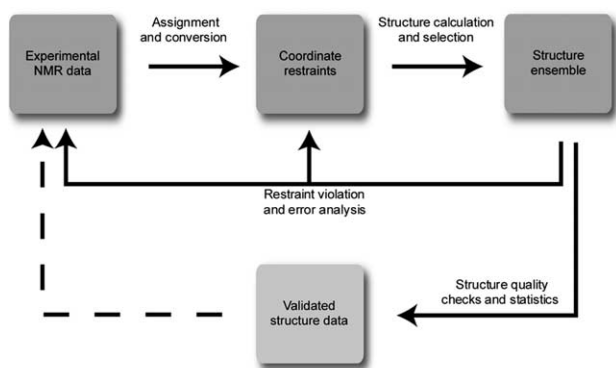 Assignment
and conversion
Structure calculation
and selection
Experimental
NMR data
Coordinate
restraints
Structure
ensemble
Restraint violation
and error analysis
Structure quality
checks and statistics
Validated
structure data